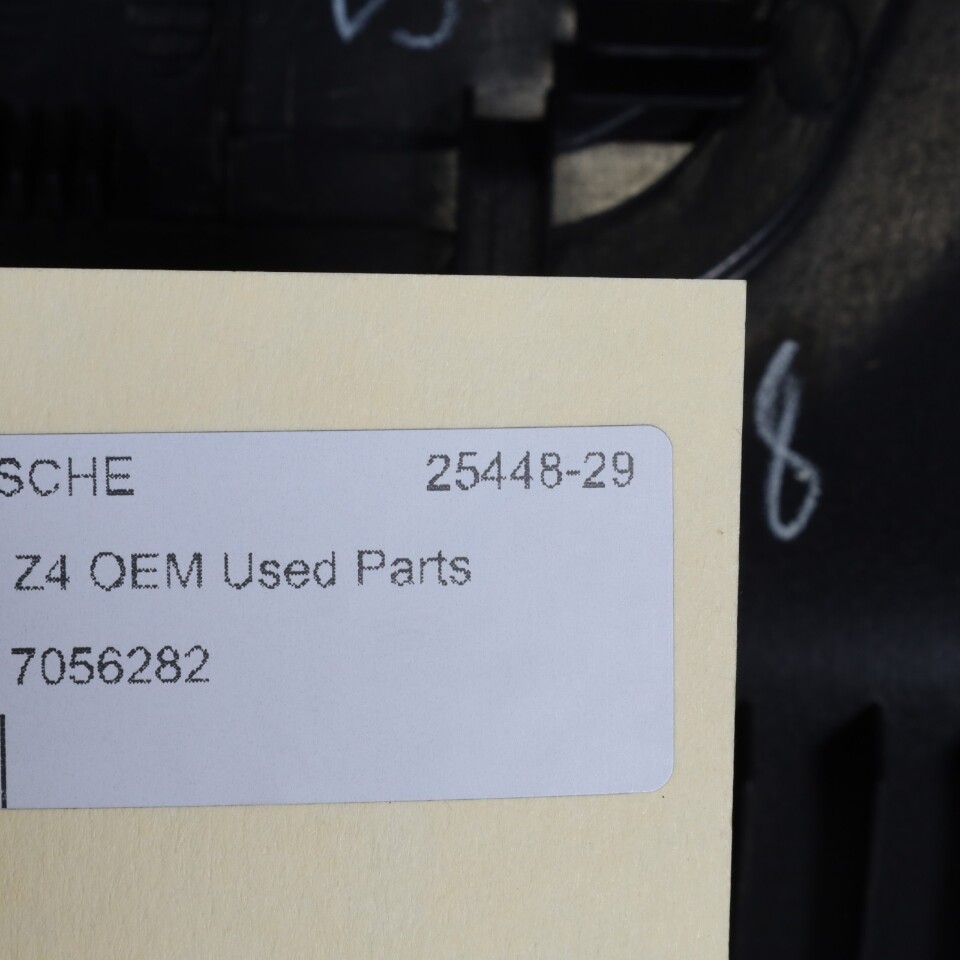 SCHE 25448-29
Z4 OEM Used Parts
7056282
8